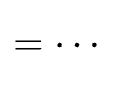 = ···